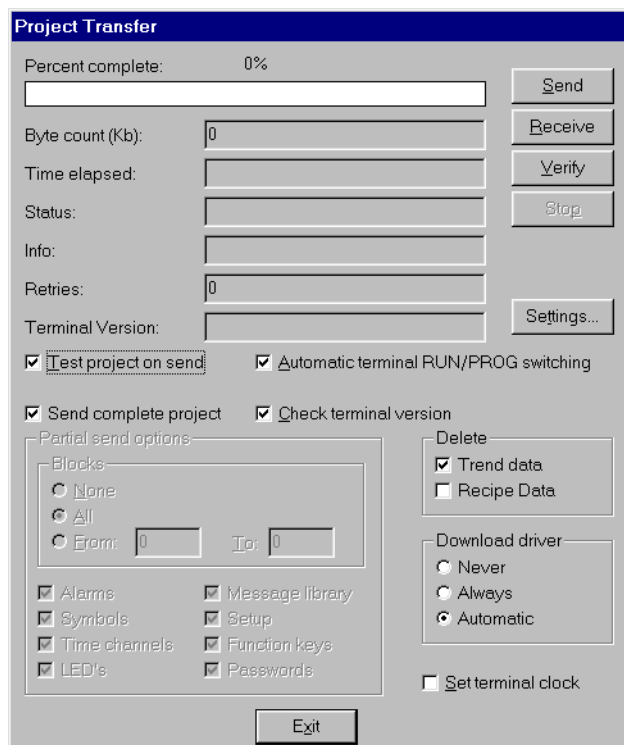 Project Transfer
Percent complete: 0%
Send
Byte count (Kb): 0
Receive
Time elapsed:
Verify
Status:
Stop
Info:
Retries: 0
Terminal Version:
Settings...
Test project on send Automatic terminal RUN/PROG switching
Send complete project Check terminal version
Partial send options
Blocks
None
All
From: 0 To: 0
Alarms Message library
Symbols Setup
Time channels Function keys
LED's Passwords
Delete
Trend data
Recipe Data
Download driver
Never
Always
Automatic
Set terminal clock
Exit